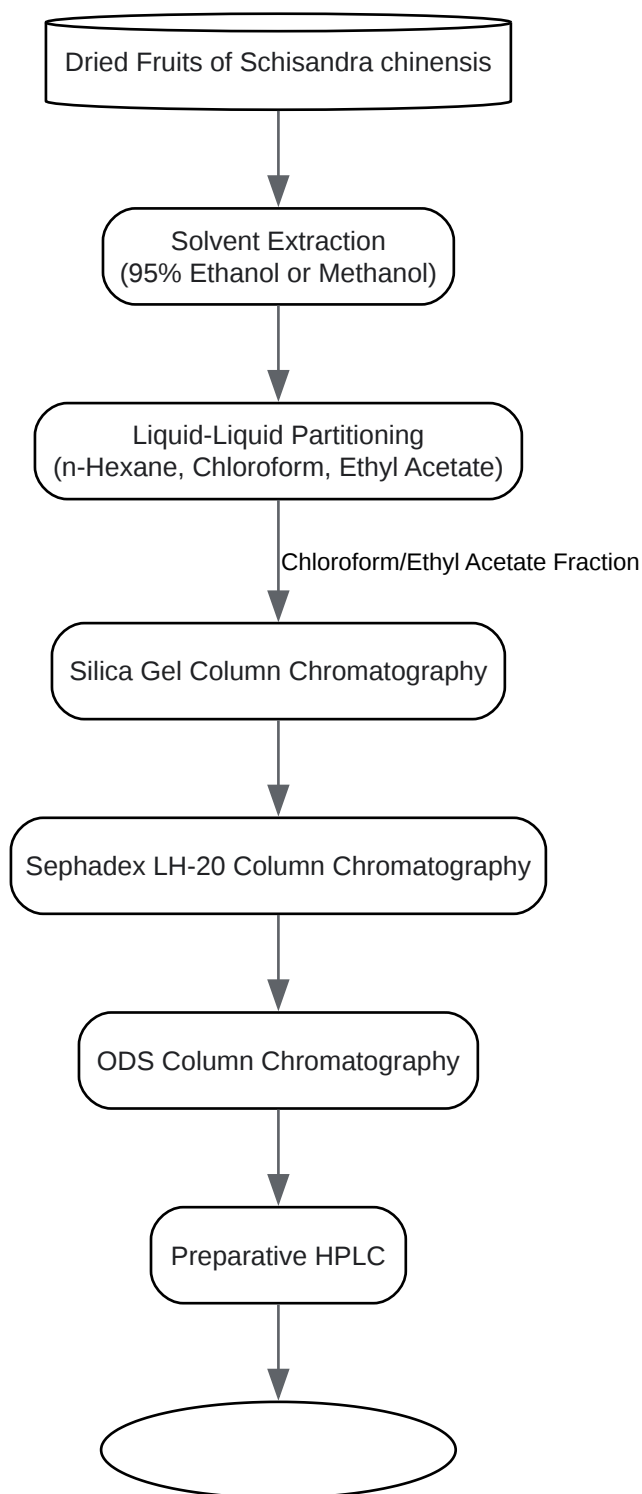 Dried Fruits of Schisandra chinensis
Solvent Extraction
(95% Ethanol or Methanol)
Liquid-Liquid Partitioning
(n-Hexane, Chloroform, Ethyl Acetate)
Chloroform/Ethyl Acetate Fraction
Silica Gel Column Chromatography
Sephadex LH-20 Column Chromatography
ODS Column Chromatography
Preparative HPLC